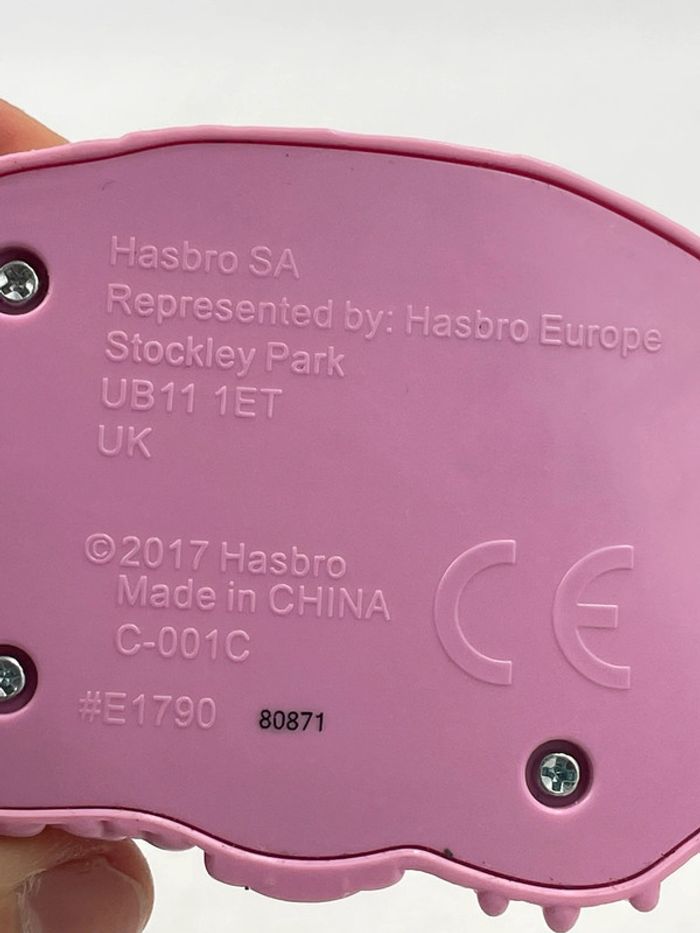 Hasbro SA
Represented by: Hasbro Europe
Stockley Park
UB11 1ET
UK
©2017 Hasbro
Made in CHINA
C-001C
CE
#E1790 80871